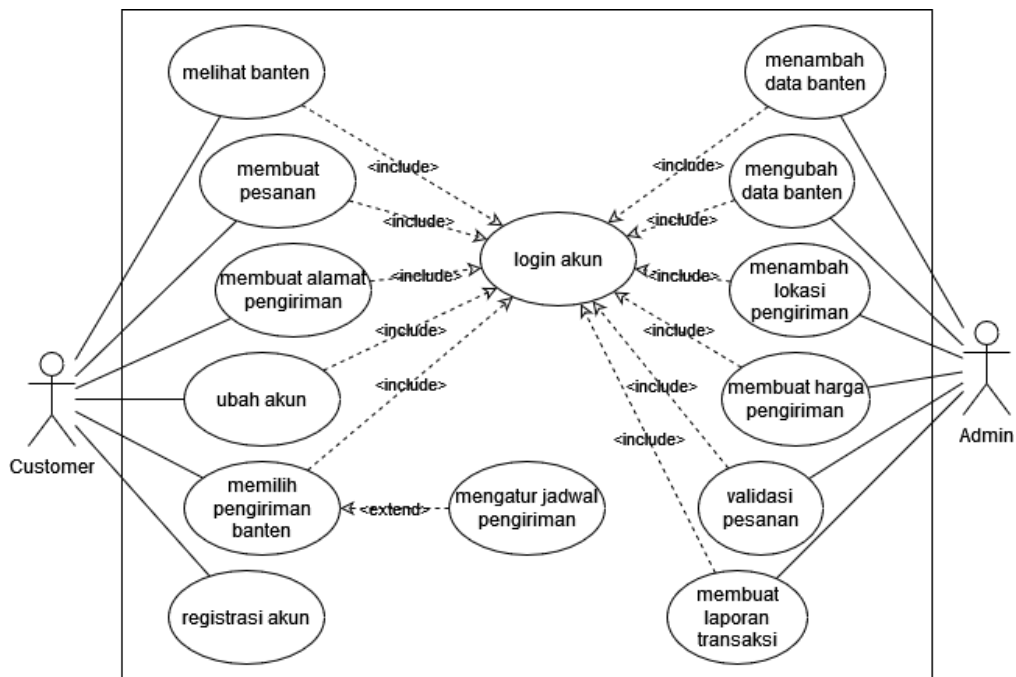 melihat banten
menambah
data banten
<include>
<include>
membuat
pesanan
mengubah
data banten
<include>
<include>
login akun
membuat alamat
pengiriman
<include>
<include>
menambah
lokasi
pengiriman
<include>
<include>
ubah akun
<include>
<include>
membuat harga
pengiriman
Customer
Admin
<include>
memilih
pengiriman
banten
<extend>
mengatur jadwal
pengiriman
validasi
pesanan
registrasi akun
membuat
laporan
transaksi